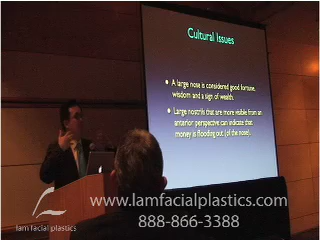 Cultural Issues
A large nose is considered good fortune,
wisdom and a sign of wealth.
Large nostrils that are more visible from an
anterior perspective can indicate that
money is flooding out (of the nose).
www.lamfacialplastics.com
888-866-3388
lam facial plastics